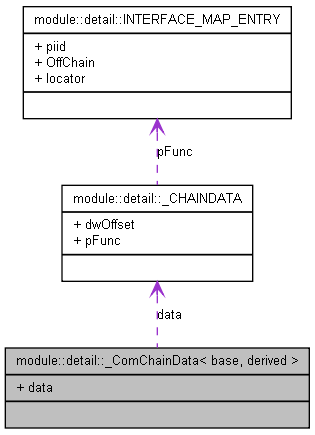 module::detail::INTERFACE_MAP_ENTRY
+ piid
+ OffChain
+ locator
pFunc
module::detail::_CHAINDATA
+ dwOffset
+ pFunc
data
module::detail::_ComChainData< base, derived >
+ data